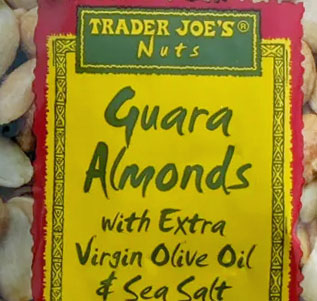 TRADER JOE'S®
Nuts
Guara
Almonds
with Extra
Virgin Olive Oil
& Sea Salt